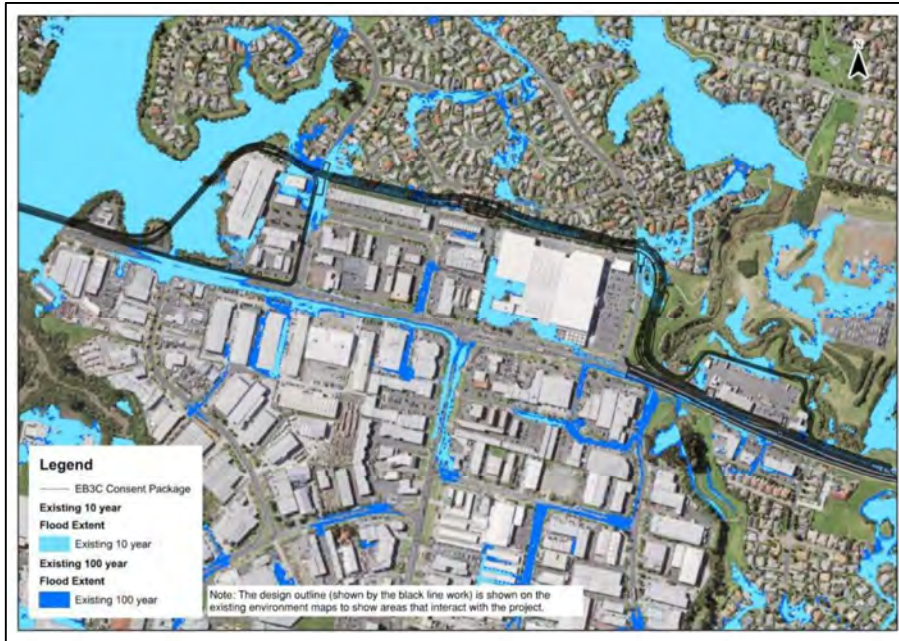 N
Legend
EB3C Consent Package
Existing 10 year
Flood Extent
Existing 10 year
Existing 100 year
Flood Extent
Existing 100 year
Note: The design outline (shown by the black line work) is shown on the
existing environment maps to show areas that interact with the project.